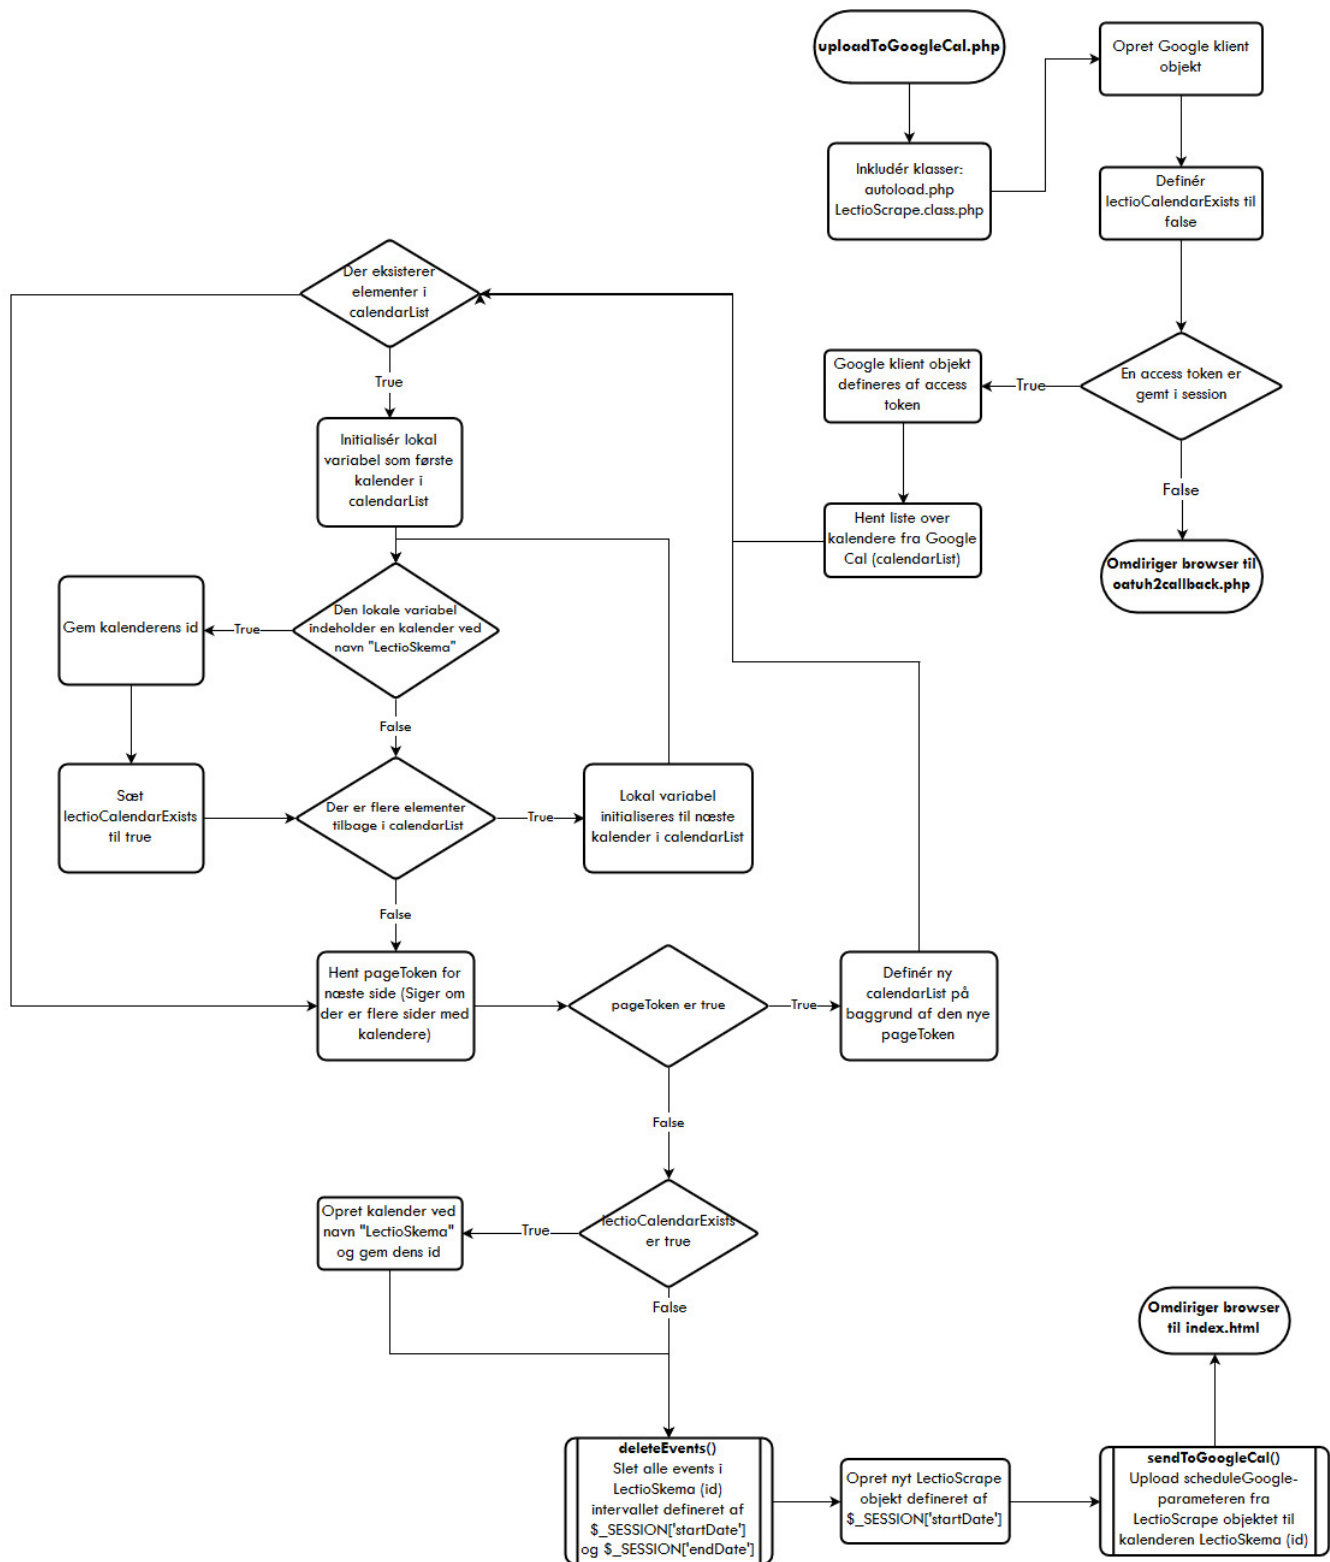 uploadToGoogleCal.php
Opret Google klient
objekt
Inkludér klasser:
autoload.php
LectioScrape.class.php
Definér
lectioCalendarExists til
false
Der eksisterer
elementer i
calendarList
True
En access token er
gemt i session
True
Google klient objekt
defineres af access
token
False
Omdiriger browser til
oatuh2callback.php
Hent liste over
kalendere fra Google
Cal (calendarList)
Initialisér lokal
variabel som første
kalender i
calendarList
Den lokale variabel
indeholder en kalender ved
navn "LectioSkema"
True
Gem kalenderens id
False
Sæt
lectioCalendarExists
til true
Der er flere elementer
tilbage i calendarList
True
Lokal variabel
initialiseres til næste
kalender i calendarList
False
Hent pageToken for
næste side (Siger om
der er flere sider med
kalendere)
pageToken er true
True
Definér ny
calendarList på
baggrund af den nye
pageToken
False
lectioCalendarExists
er true
True
Opret kalender ved
navn "LectioSkema"
og gem dens id
False
Omdiriger browser
til index.html
deleteEvents()
Slet alle events i
LectioSkema (id)
intervallet defineret af
$_SESSION['startDate']
og $_SESSION['endDate']
Opret nyt LectioScrape
objekt defineret af
$_SESSION['startDate']
sendToGoogleCal()
Upload scheduleGoogle-
parameteren fra
LectioScrape objektet til
kalenderen LectioSkema (id)